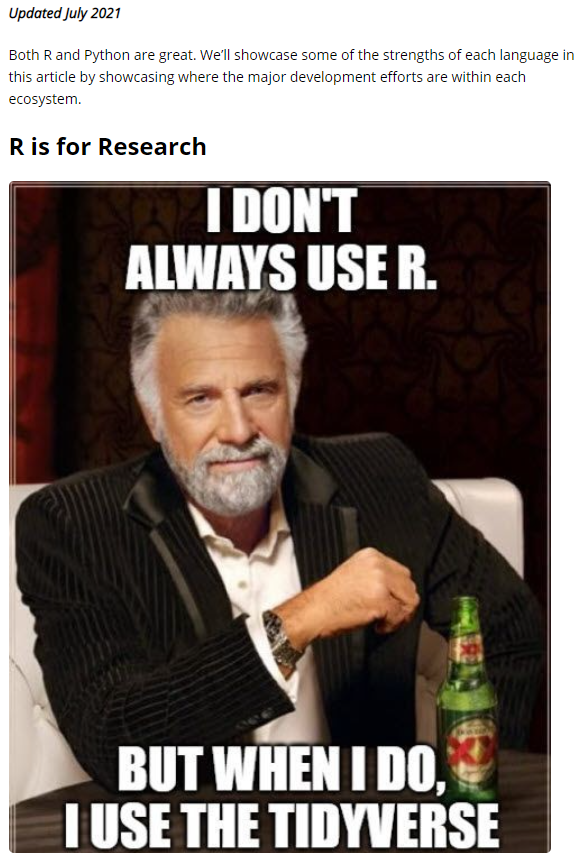 Updated July 2021
Both R and Python are great. We'll showcase some of the strengths of each language in
this article by showcasing where the major development efforts are within each
ecosystem.
R is for Research
I DON'T
ALWAYS USE R.
XX
XX
BUT WHEN I DO,
I USE THE TIDYVERSE